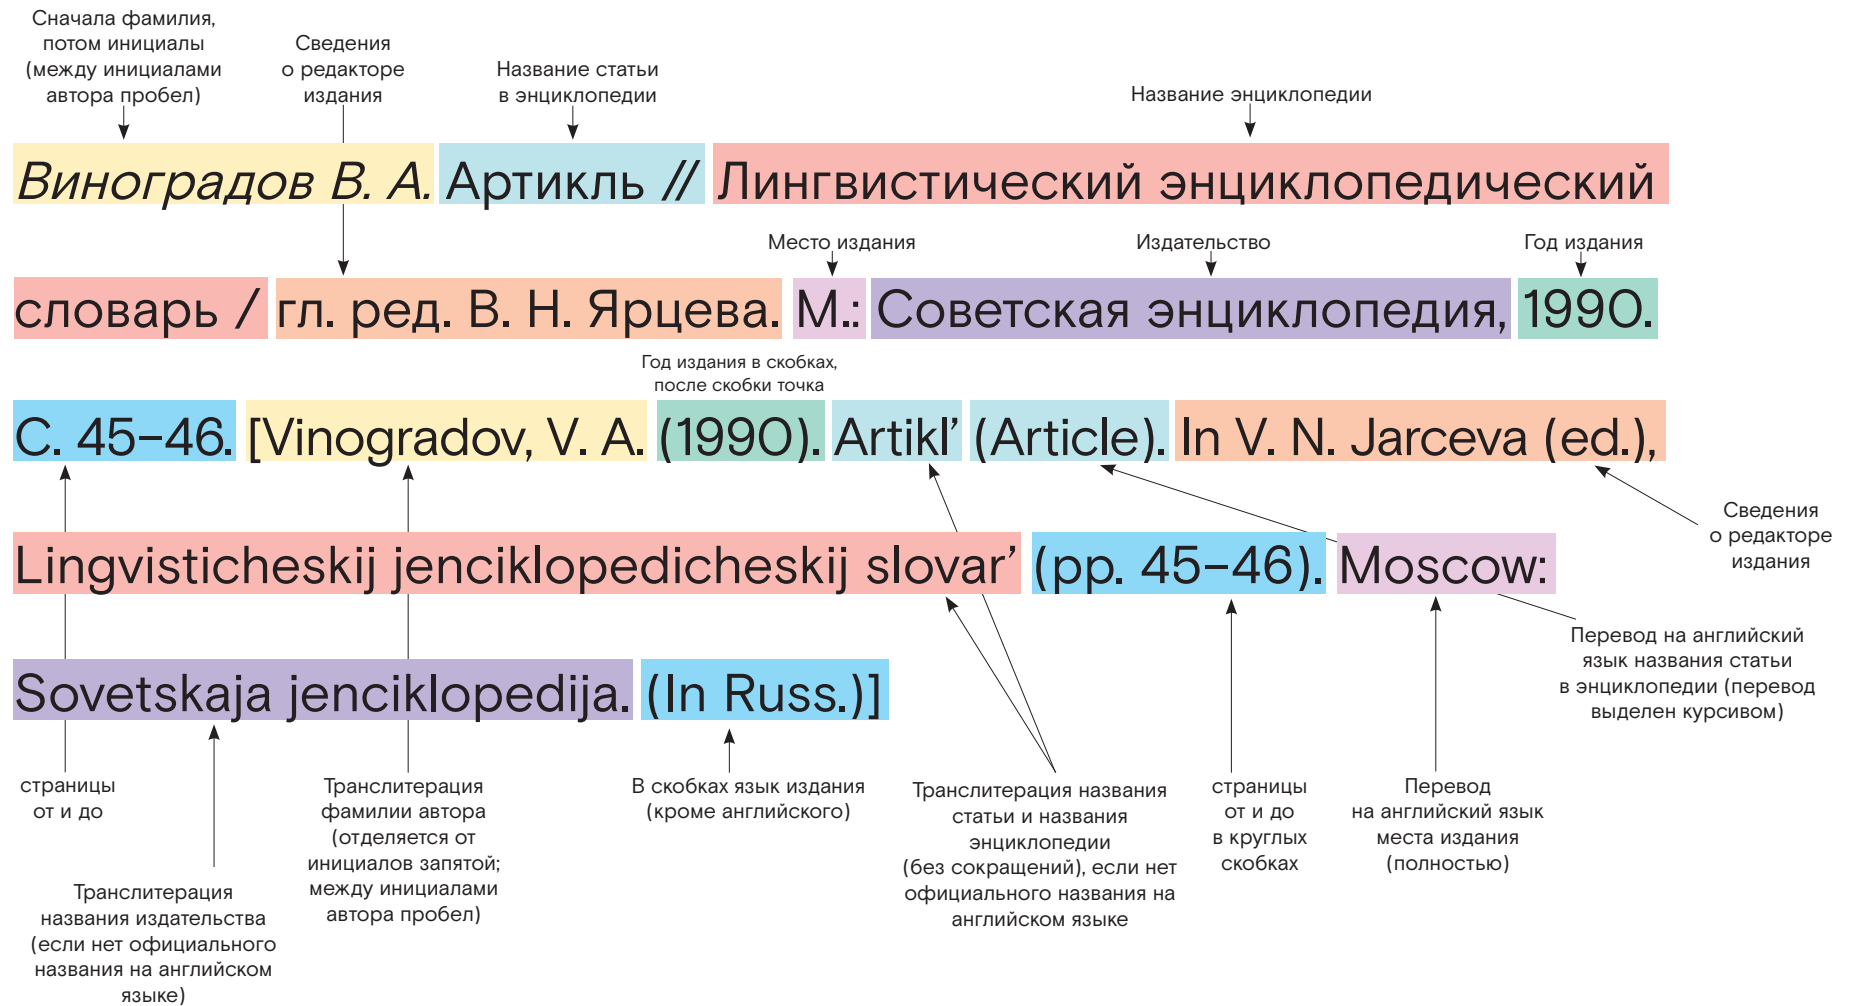 Сначала фамилия,
потом инициалы
(между инициалами
автора пробел)
Сведения
о редакторе
издания
Название статьи
в энциклопедии
Название энциклопедии
Виноградов В. А. Артикль // Лингвистический энциклопедический
Место издания
Издательство
Год издания
словарь / гл. ред. В. Н. Ярцева. М.: Советская энциклопедия, 1990.
Год издания в скобках,
после скобки точка
С. 45–46. [Vinogradov, V. A. (1990). Artikl’ (Article). In V. N. Jarceva (ed.),
Сведения
о редакторе
издания
Lingvisticheskij jenciklopedicheskij slovar’ (pp. 45–46). Moscow:
Перевод на английский
язык названия статьи
в энциклопедии (перевод
выделен курсивом)
Sovetskaja jenciklopedija. (In Russ.)]
страницы
от и до
Транслитерация
фамилии автора
(отделяется от
инициалов запятой;
между инициалами
автора пробел)
В скобках язык издания
(кроме английского)
Транслитерация названия
статьи и названия
энциклопедии
(без сокращений), если нет
официального названия на
английском языке
страницы
от и до
в круглых
скобках
Перевод
на английский язык
места издания
(полностью)
Транслитерация
названия издательства
(если нет официального
названия на английском
языке)